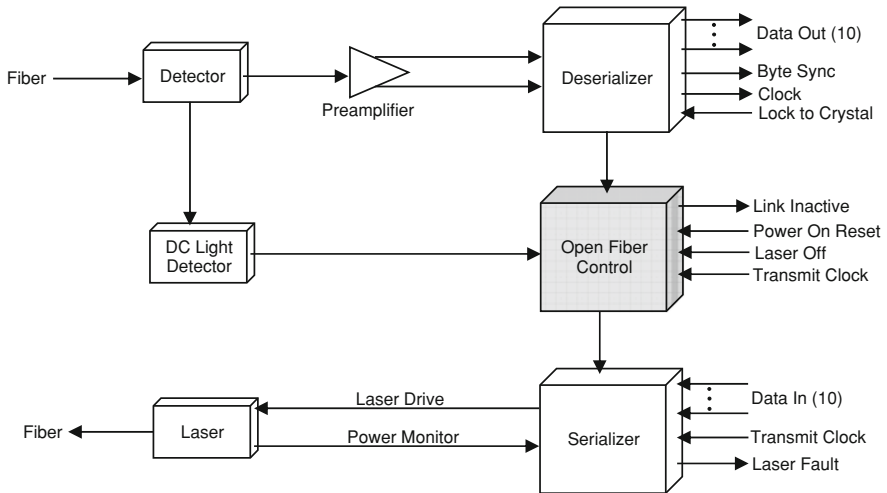 Fiber
Detector
Preamplifier
Deserializer
Data Out (10)
Byte Sync
Clock
Lock to Crystal
DC Light
Detector
Open Fiber
Control
Link Inactive
Power On Reset
Laser Off
Transmit Clock
Fiber
Laser
Laser Drive
Power Monitor
Serializer
Data In (10)
Transmit Clock
Laser Fault